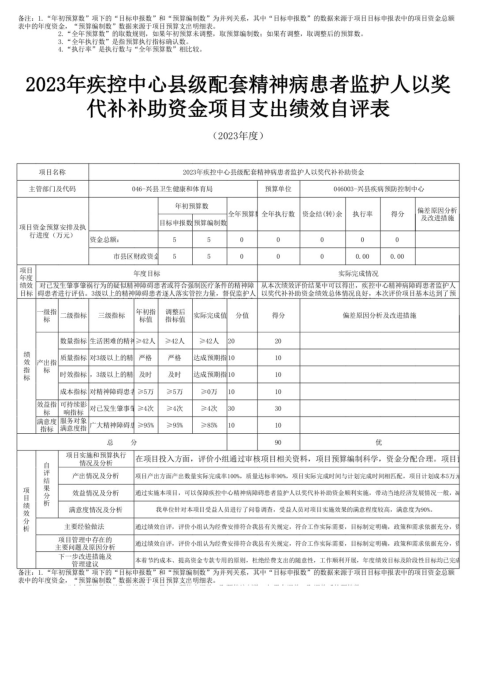 备注：1.“年初预算数”项下的“目标申报数”和“预算编制数”为并列关系，其中“目标申报数”的数据来源于项目目标申报表中的项目资金总额
表中的年度资金，“预算编制数”数据来源于项目预算支出明细表。
2.“全年预算数”的取数规则，如果年初预算未调整，取预算编制数；如果有调整，取调整后的预算数。
3.“全年执行数”是指预算执行指标确认数。
4.“执行率”是执行数与“全年预算数”相比较。
2023年疾控中心县级配套精神病患者监护人以奖
代补补助资金项目支出绩效自评表
（2023年度）
项目名称 2023年疾控中心县级配套精神病患者监护人以奖代补补助资金
主管部门及代码 046-兴县卫生健康和体育局 预算单位 046003-兴县疾病预防控制中心
项目资金预算安排及执行进度（万元） 年初预算数 全年预算数 全年执行数 资金结(转)余 执行率 得分 偏差原因分析及改进措施
目标申报数 预算编制数
资金总额： 5 5 0 0 0 0 0
市县区财政资金 5 5 0 0 0 0.00 0.00
项目年度绩效目标 年度目标 实际完成情况
对已发生肇事肇祸行为的疑似精神障碍患者或符合强制医疗条件的精神障 从本次绩效评价结果中可以得出，疾控中心精神病障碍患者监护人
碍患者进行评估，3级以上的精神障碍患者逐人落实管控力量，督促监护人 以奖代补补助资金绩效总体情况良好，本次评价项目基本达到了预
绩效指标 一级指标 二级指标 三级指标 年初指标值 调整后指标值 实际完成值 分值 得分 偏差原因分析及改进措施
产出指标 数量指标 生活困难的精神 ≥42人 ≥42人 ≥42人 20 20
质量指标 对3级以上的精 严格 严格 达成预期指 10 10
时效指标 ，3级以上的精 及时 及时 达成预期指 10 10
成本指标 对精神障碍患者 ≥5万 ≥5万 ≥0万 10 10
效益指标 可持续影响指标 对已发生肇事肇 ≥4次 ≥4次 ≥4次 30 30
满意度指标 服务对象满意度指 广大精神障碍患 ≥95% ≥95% ≥85% 10 10
总 分 90 优
项目绩效分析 自评结果分析 项目实施和预算执行情况及分析 在项目投入方面，评价小组通过审核项目相关资料，项目预算编制科学，资金分配合理。项目
产出情况及分析 项目产出方面产出数量实际完成率100%，质量达标率90%，项目实际完成时间与计划完成时间相匹配，项目计划成本5万元
效益情况及分析 通过实施本项目，可以保障疾控中心精神病障碍患者监护人以奖代补补助资金顺利实施，带动当地经济发展情况一般，
满意度情况及分析 我单位针对本项目受益人员进行了问卷调查，受益人员对项目实施效果的满意程度较高，满意度为90%。
主要经验做法 通过绩效自评，评价小组认为经费安排符合我县有关规定，符合工作实际需要，目标制定明确，政策和需求依据充分，
项目管理中存在的主要问题及原因分析 通过绩效自评，评价小组认为经费安排符合我县有关规定，符合工作实际需要，目标制定明确，政策和需求依据充分，
下一步改进措施及管理建议 本着节约成本、提高资金专款专用的原则，杜绝经费支出的随意性，工作顺利开展，年度绩效目标及阶段性目标均已完成
备注：1.“年初预算数”项下的“目标申报数”和“预算编制数”为并列关系，其中“目标申报数”的数据来源于项目目标申报表中的项目资金总额
表中的年度资金，“预算编制数”数据来源于项目预算支出明细表。